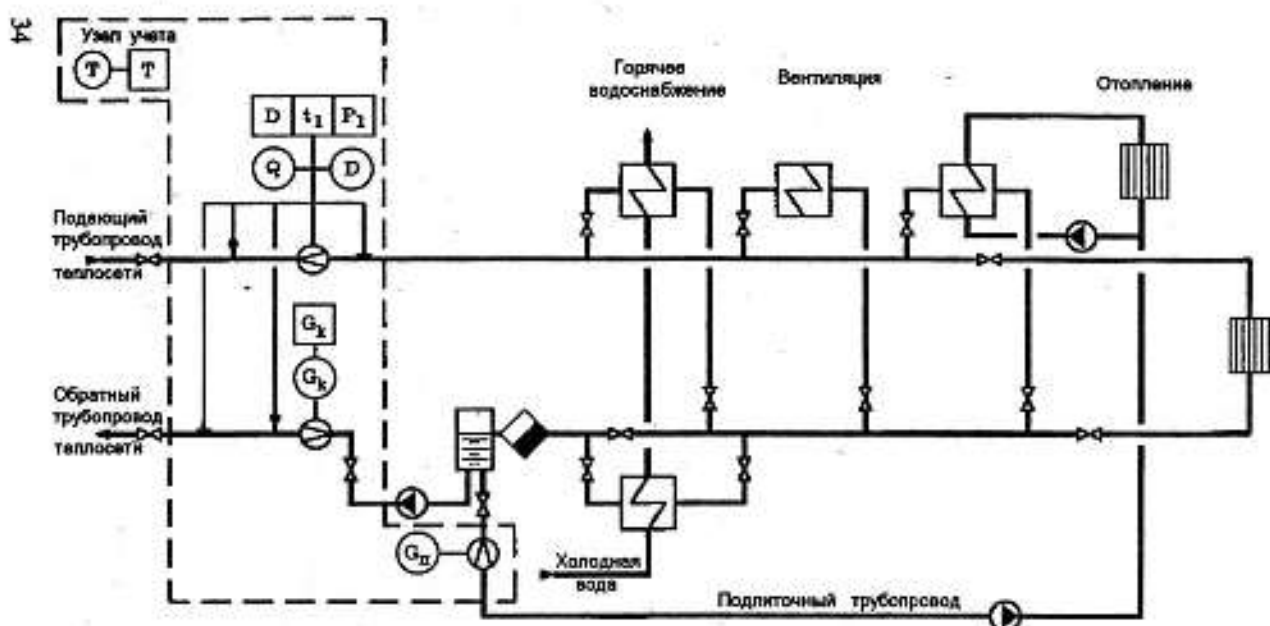 34
Узел учета
T T
Горячее
водоснабжение
Вентиляция
Отопление
D t₁ P₁
Q D
Подающий
трубопровод
теплосети
Gk
Gk
Обратный
трубопровод
теплосети
Gп
Холодная
вода
Подпиточный трубопровод